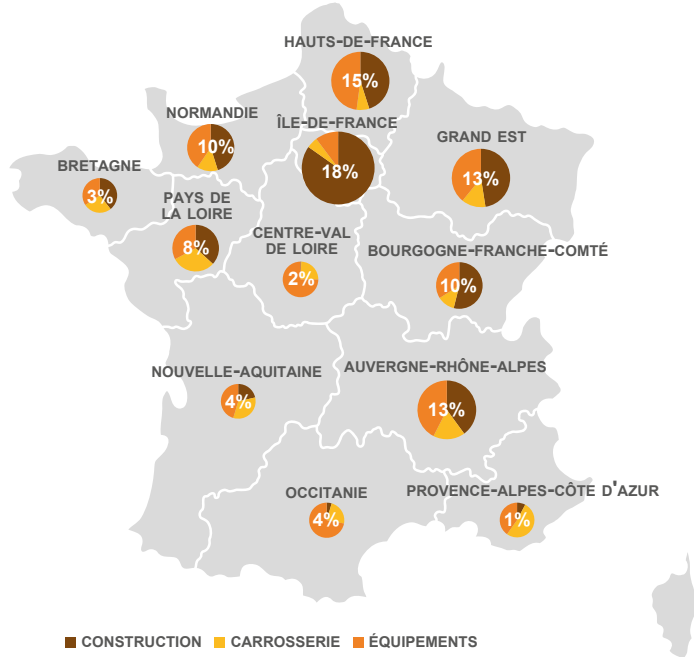 HAUTS-DE-FRANCE
15%
NORMANDIE
10%
ÎLE-DE-FRANCE
18%
GRAND EST
13%
BRETAGNE
3%
PAYS DE
LA LOIRE
8%
CENTRE-VAL
DE LOIRE
2%
BOURGOGNE-FRANCHE-COMTÉ
10%
NOUVELLE-AQUITAINE
4%
AUVERGNE-RHÔNE-ALPES
13%
OCCITANIE
4%
PROVENCE-ALPES-CÔTE D'AZUR
1%
CONSTRUCTION CARROSSERIE ÉQUIPEMENTS